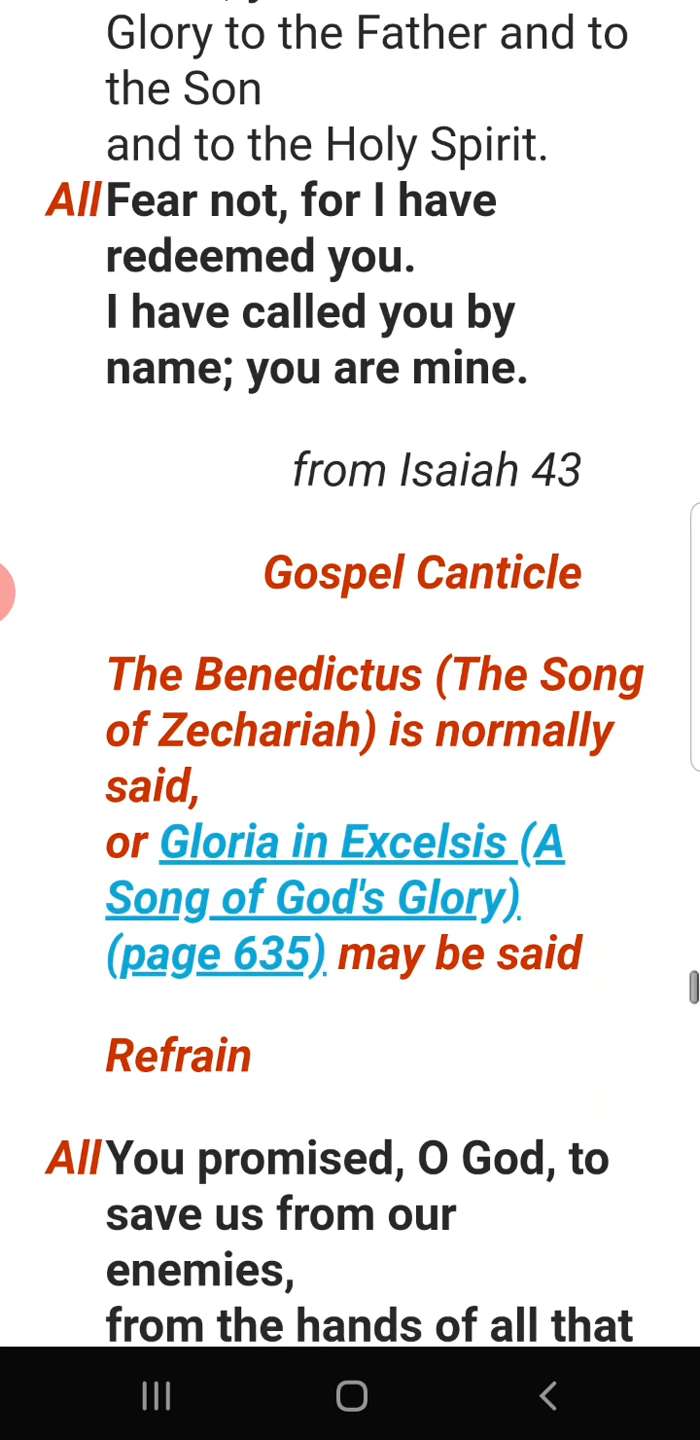 Glory to the Father and to
the Son
and to the Holy Spirit.
All Fear not, for I have
redeemed you.
I have called you by
name; you are mine.
from Isaiah 43
Gospel Canticle
The Benedictus (The Song
of Zechariah) is normally
said,
or Gloria in Excelsis (A
Song of God's Glory)
(page 635) may be said
Refrain
All You promised, O God, to
save us from our
enemies,
from the hands of all that